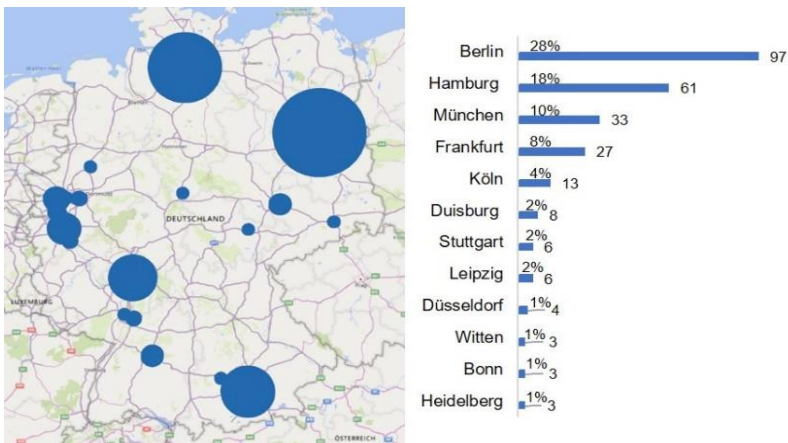 DEUTSCHLAND
LUXEMBURG
ÖSTERREICH
Berlin 28% 97
Hamburg 18% 61
München 10% 33
Frankfurt 8% 27
Köln 4% 13
Duisburg 2% 8
Stuttgart 2% 6
Leipzig 2% 6
Düsseldorf 1% 4
Witten 1% 3
Bonn 1% 3
Heidelberg 1% 3